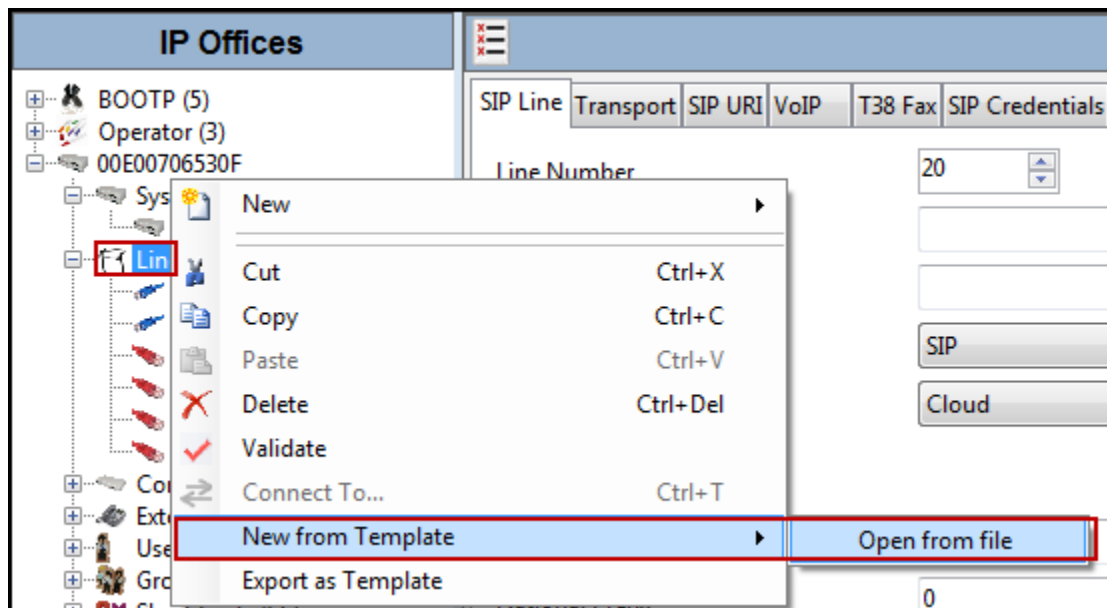 IP Offices
BOOTP (5)
Operator (3)
00E00706530F
Sys
Lin
New
Cut Ctrl+X
Copy Ctrl+C
Paste Ctrl+V
Delete Ctrl+Del
Validate
Connect To... Ctrl+T
New from Template
Export as Template
Open from file
Ext
Use
Gro
SIP Line Transport SIP URI VoIP T38 Fax SIP Credentials
Line Number 20
SIP
Cloud
0